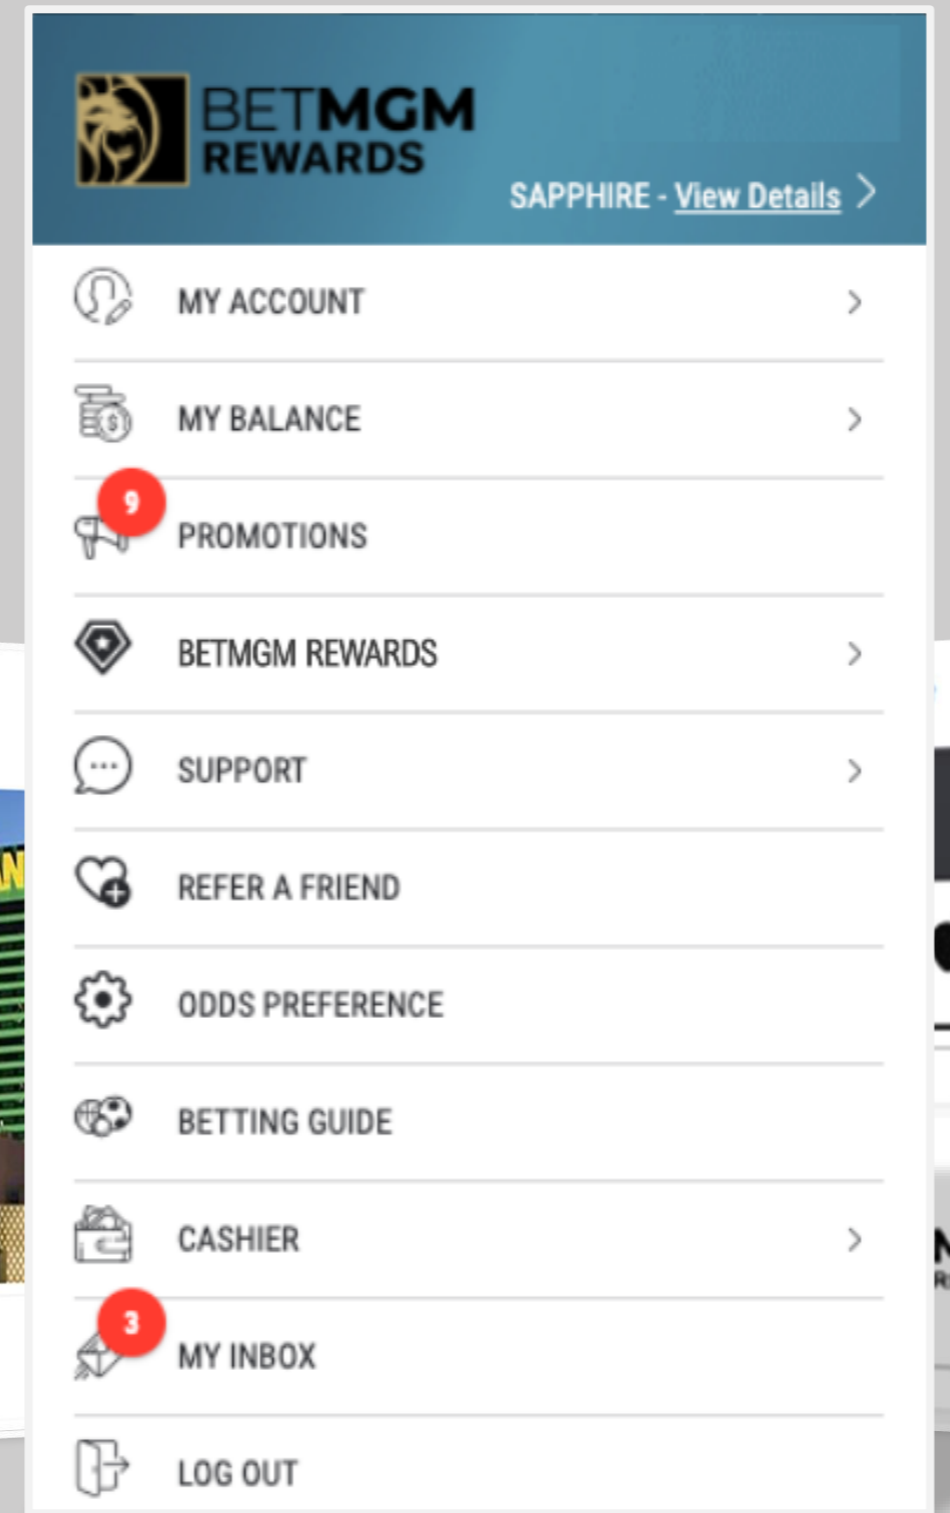 BETMGM
REWARDS
SAPPHIRE - View Details
MY ACCOUNT
MY BALANCE
9
PROMOTIONS
BETMGM REWARDS
SUPPORT
REFER A FRIEND
ODDS PREFERENCE
BETTING GUIDE
CASHIER
3
MY INBOX
LOG OUT